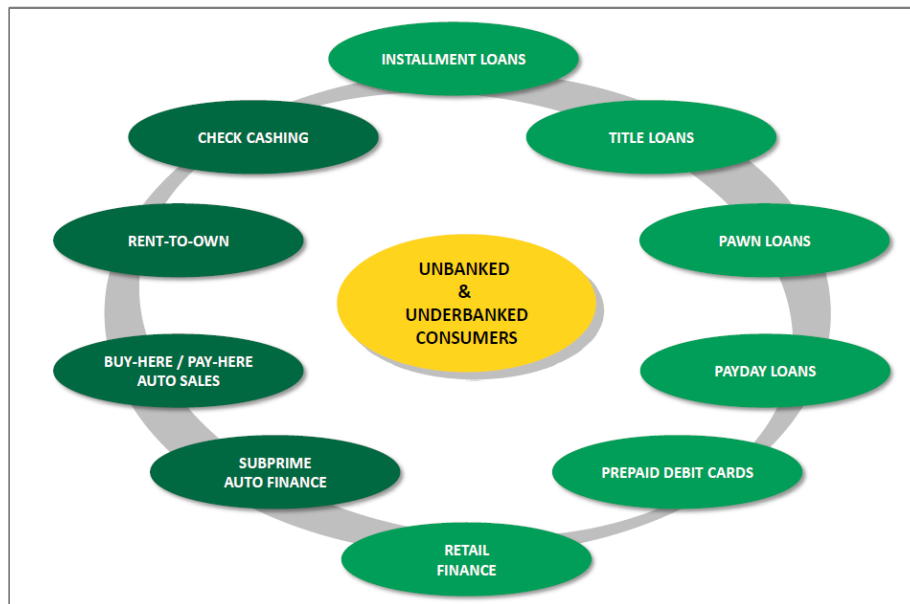 INSTALLMENT LOANS
CHECK CASHING
TITLE LOANS
RENT-TO-OWN
PAWN LOANS
UNBANKED
&
UNDERBANKED
CONSUMERS
BUY-HERE / PAY-HERE
AUTO SALES
PAYDAY LOANS
SUBPRIME
AUTO FINANCE
PREPAID DEBIT CARDS
RETAIL
FINANCE